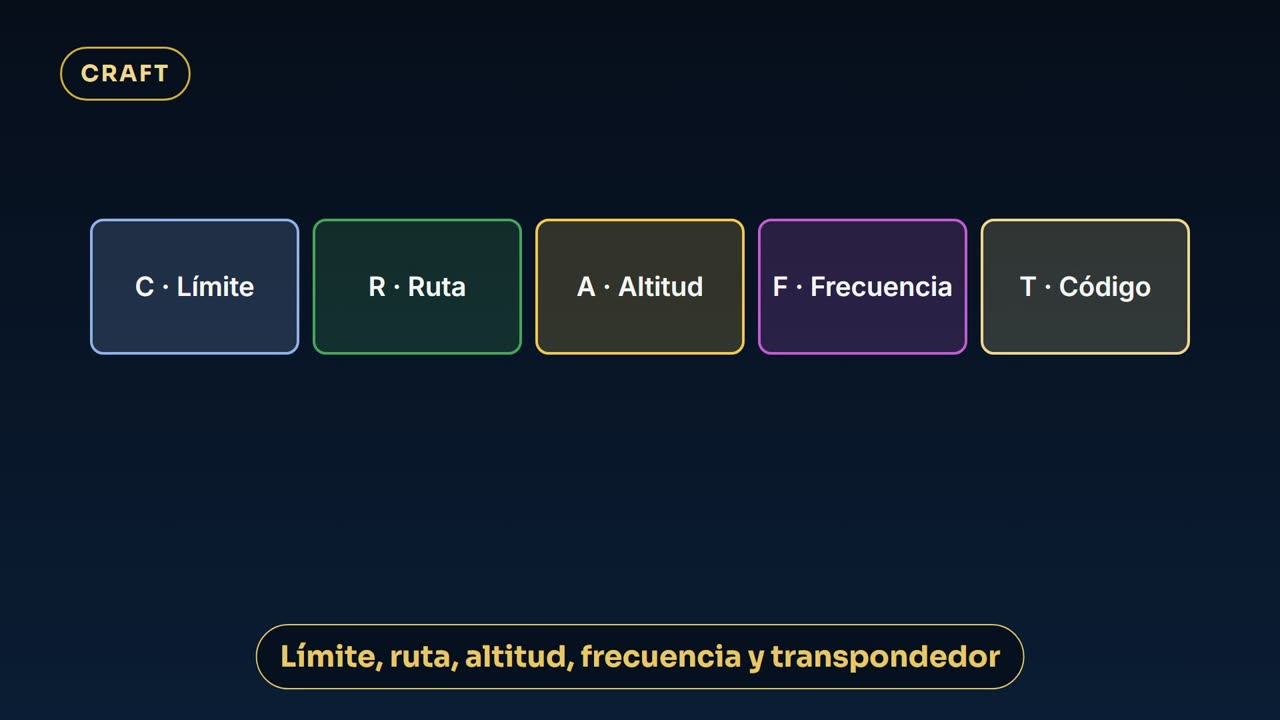 CRAFT
C · Límite
R · Ruta
A · Altitud
F · Frecuencia
T · Código
Límite, ruta, altitud, frecuencia y transpondedor